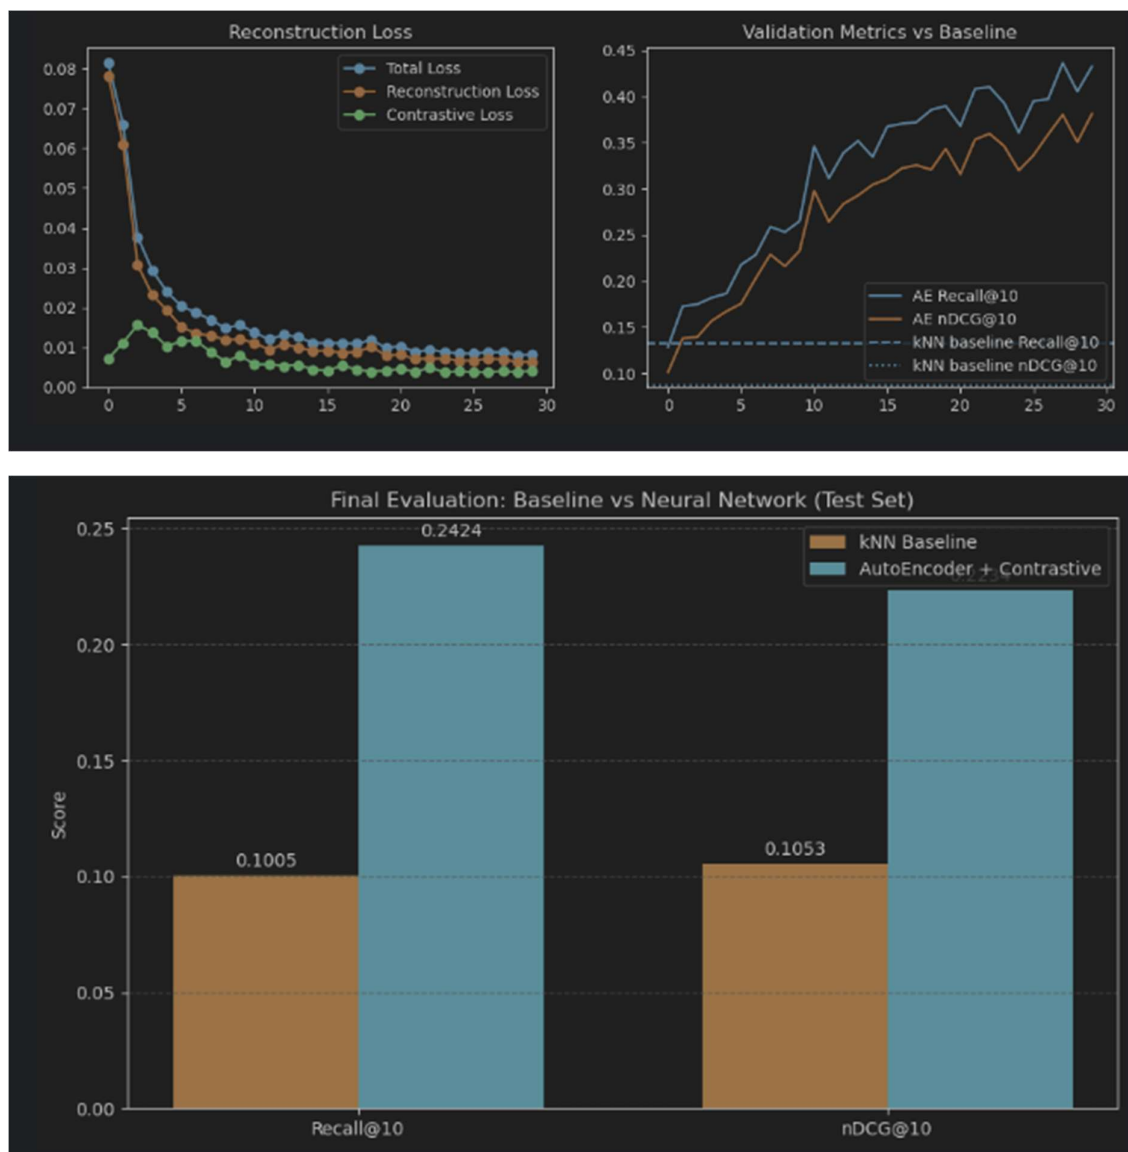 Reconstruction Loss
0.08
0.07
0.06
0.05
0.04
0.03
0.02
0.01
0.00
0 5 10 15 20 25 30
Total Loss
Reconstruction Loss
Contrastive Loss
Validation Metrics vs Baseline
0.45
0.40
0.35
0.30
0.25
0.20
0.15
0.10
0 5 10 15 20 25 30
AE Recall@10
AE nDCG@10
kNN baseline Recall@10
kNN baseline nDCG@10
Final Evaluation: Baseline vs Neural Network (Test Set)
Score
0.25
0.20
0.15
0.10
0.05
0.00
kNN Baseline
AutoEncoder + Contrastive
0.2424
0.1005
0.1053
Recall@10
nDCG@10